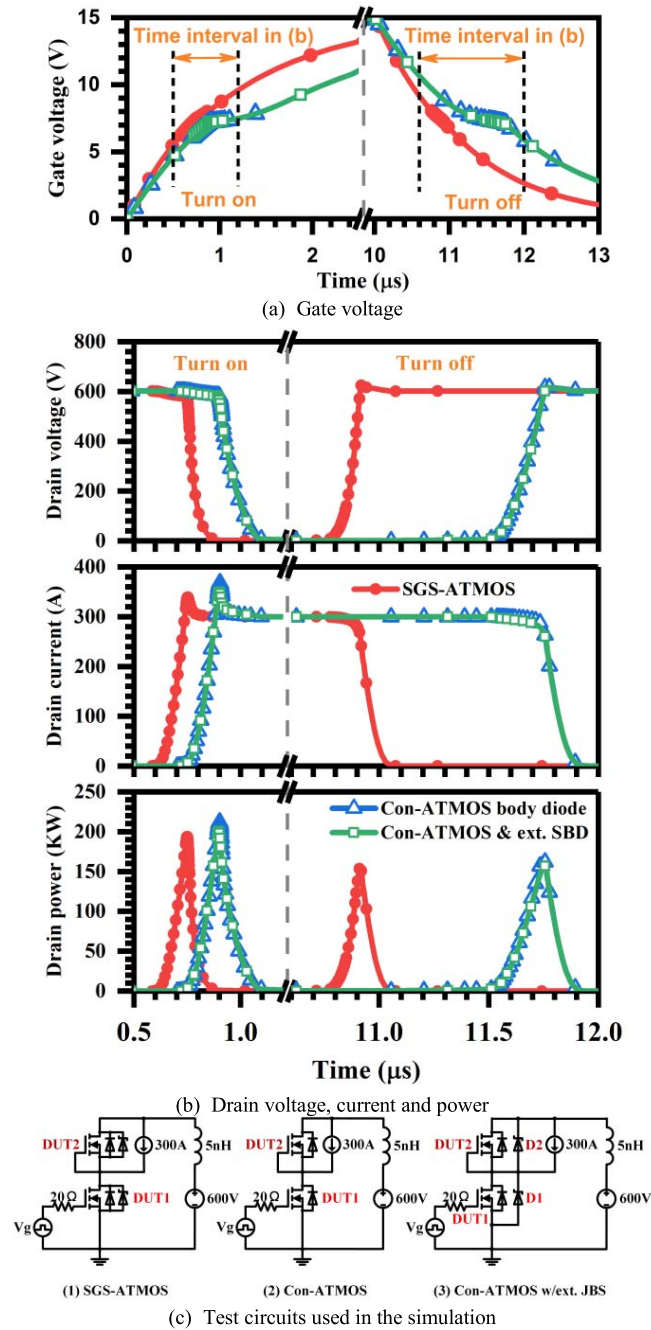 15
Time interval in (b)
Time interval in (b)
10
5
0
Gate voltage (V)
Turn on
Turn off
0
1
2
10
11
12
13
Time (μs)
(a) Gate voltage
800
600
400
200
0
Drain voltage (V)
Turn on
Turn off
400
300
200
100
0
Drain current (A)
SGS-ATMOS
250
200
150
100
50
0
Drain power (KW)
Con-ATMOS body diode
Con-ATMOS & ext. SBD
0.5
1.0
11.0
11.5
12.0
Time (μs)
(b) Drain voltage, current and power
DUT2
300A
5nH
20Ω
DUT1
600V
Vg
(1) SGS-ATMOS
DUT2
300A
5nH
20Ω
DUT1
600V
Vg
(2) Con-ATMOS
DUT2
D2
300A
5nH
20Ω
D1
600V
DUT1
Vg
(3) Con-ATMOS w/ext. JBS
(c) Test circuits used in the simulation